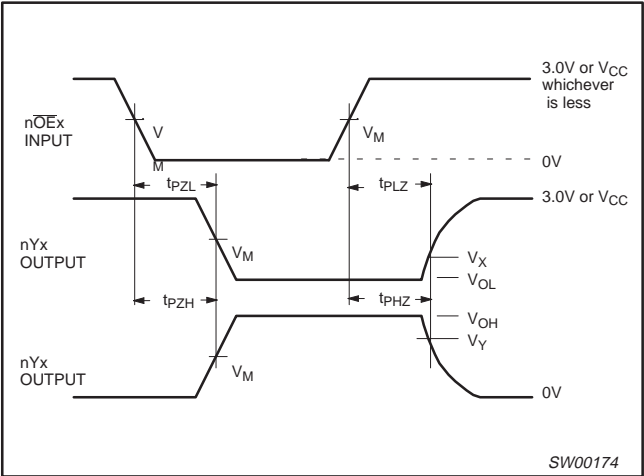 3.0V or VCC
whichever
is less
nOEx
INPUT
V
M
VM
0V
tPZL
tPLZ
3.0V or VCC
nYx
OUTPUT
VM
VX
VOL
tPZH
tPHZ
VOH
VY
nYx
OUTPUT
VM
0V
SW00174